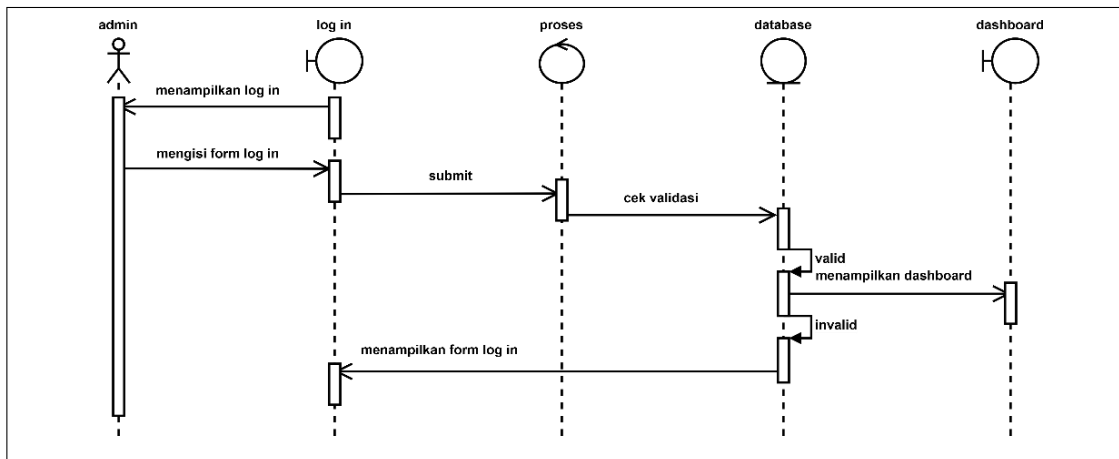 admin
log in
proses
database
dashboard
menampilkan log in
mengisi form log in
submit
cek validasi
valid
menampilkan dashboard
invalid
menampilkan form log in